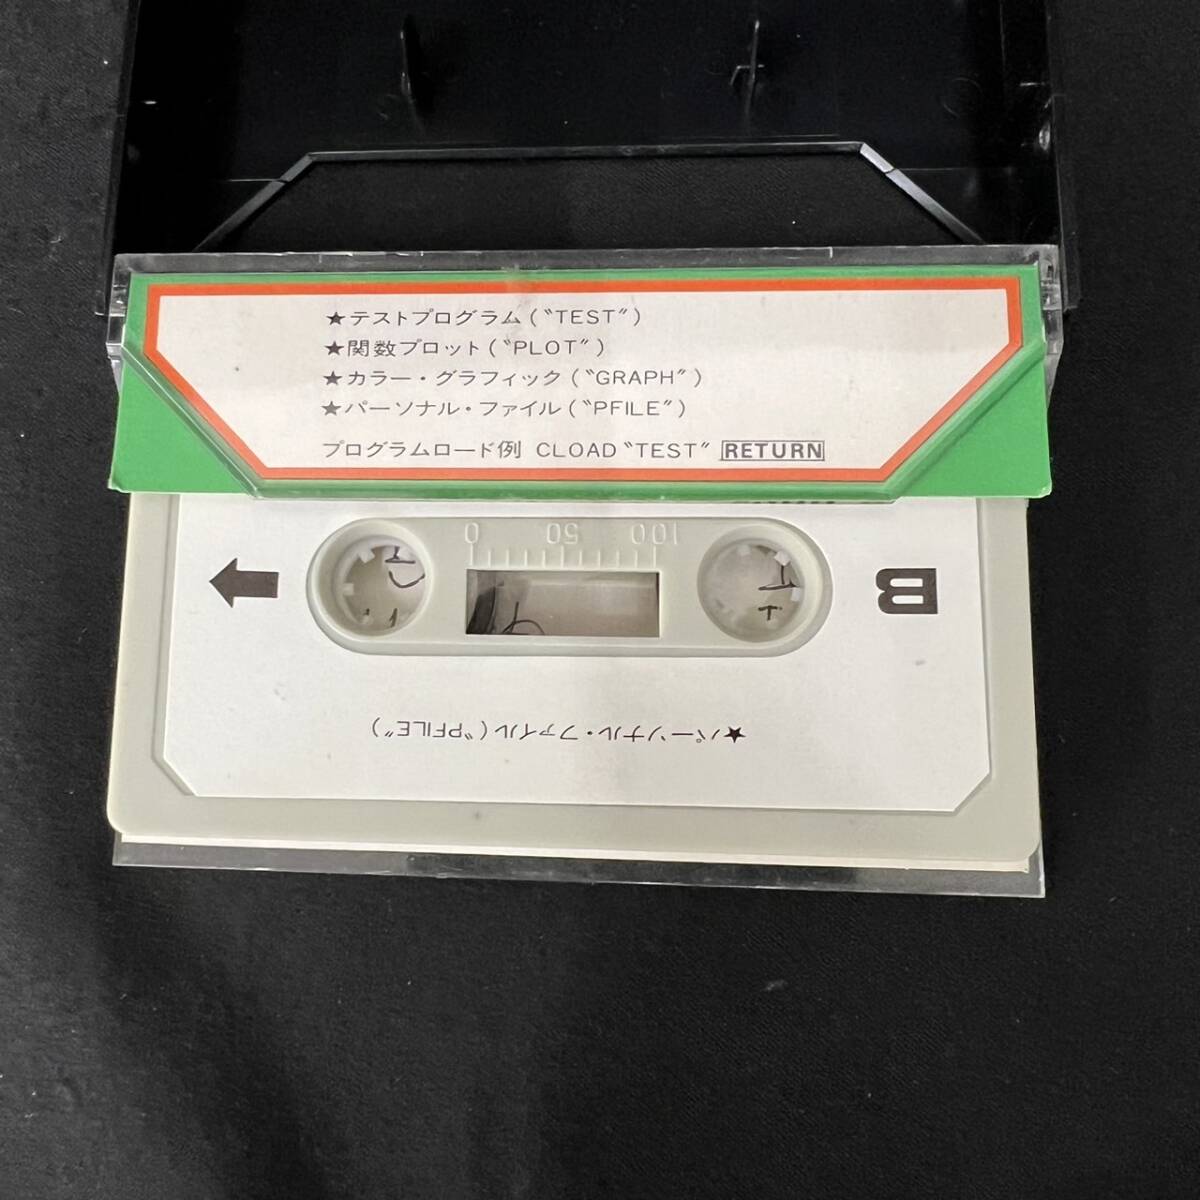 ★テストプログラム(〝TEST〞)
★関数プロット(〝PLOT〞)
★カラー・グラフィック(〝GRAPH〞)
★パーソナル・ファイル(〝PFILE〞)
プログラムロード例 CLOAD〝TEST〞 RETURN
0 50 100
B
★パーソナル・ファイル(〝PFILE〞)